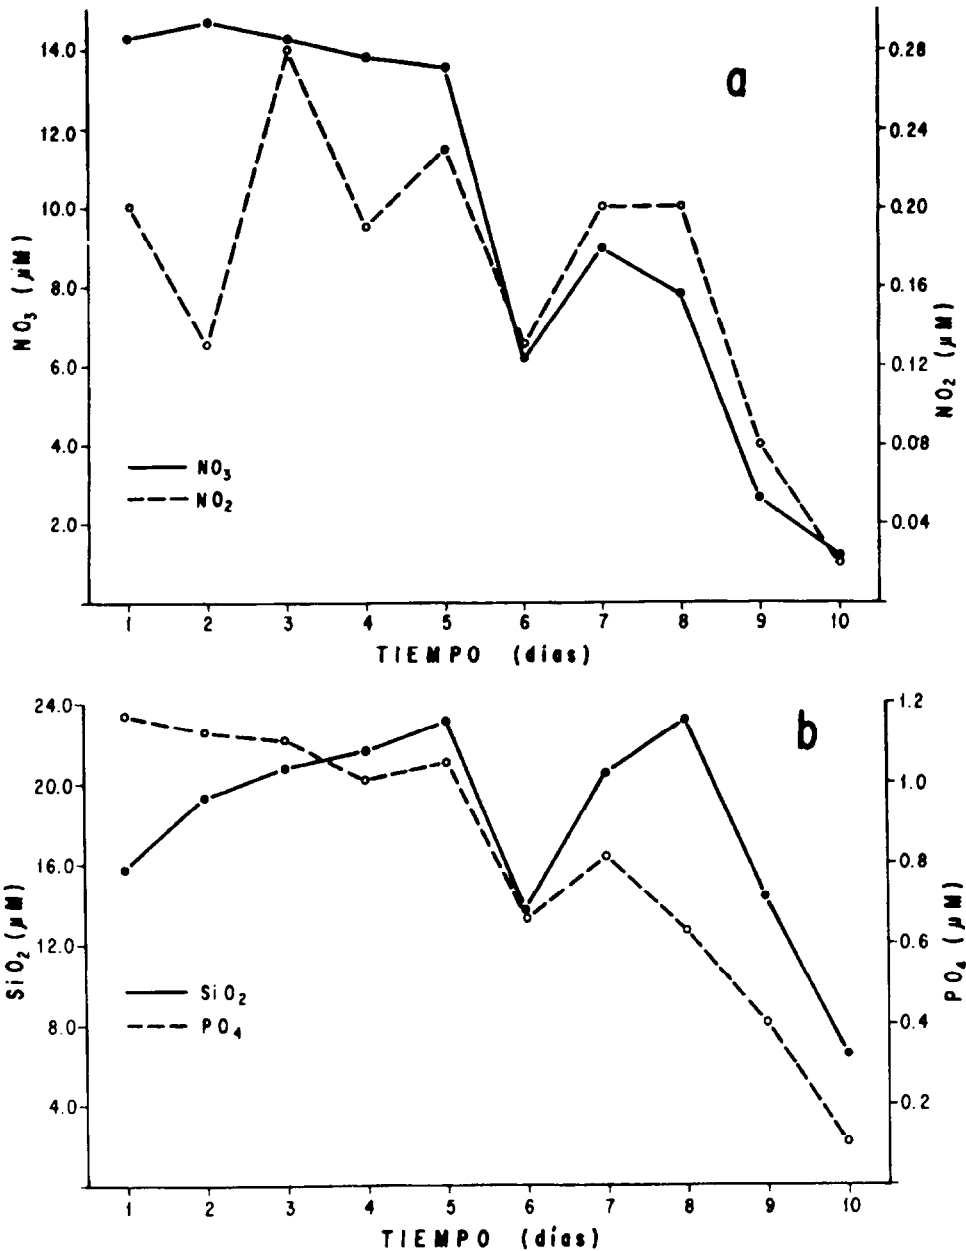 a
14.0
12.0
10.0
8.0
6.0
4.0
2.0
NO3 (μM)
0.28
0.24
0.20
0.16
0.12
0.08
0.04
NO2 (μM)
NO3
NO2
1 2 3 4 5 6 7 8 9 10
TIEMPO (días)
b
24.0
20.0
16.0
12.0
8.0
4.0
SiO2 (μM)
1.2
1.0
0.8
0.6
0.4
0.2
PO4 (μM)
SiO2
PO4
1 2 3 4 5 6 7 8 9 10
TIEMPO (días)